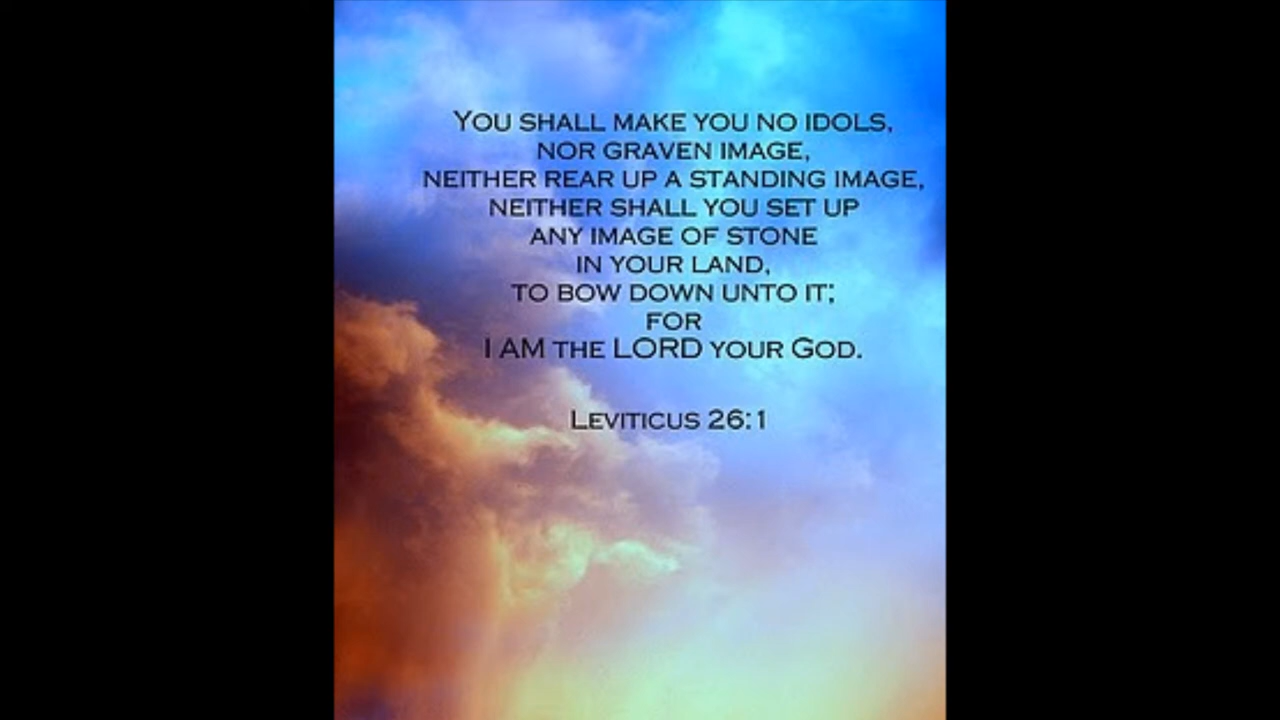 You shall make you no idols,
nor graven image,
neither rear up a standing image,
neither shall you set up
any image of stone
in your land,
to bow down unto it;
for
I AM the LORD your God.
Leviticus 26:1